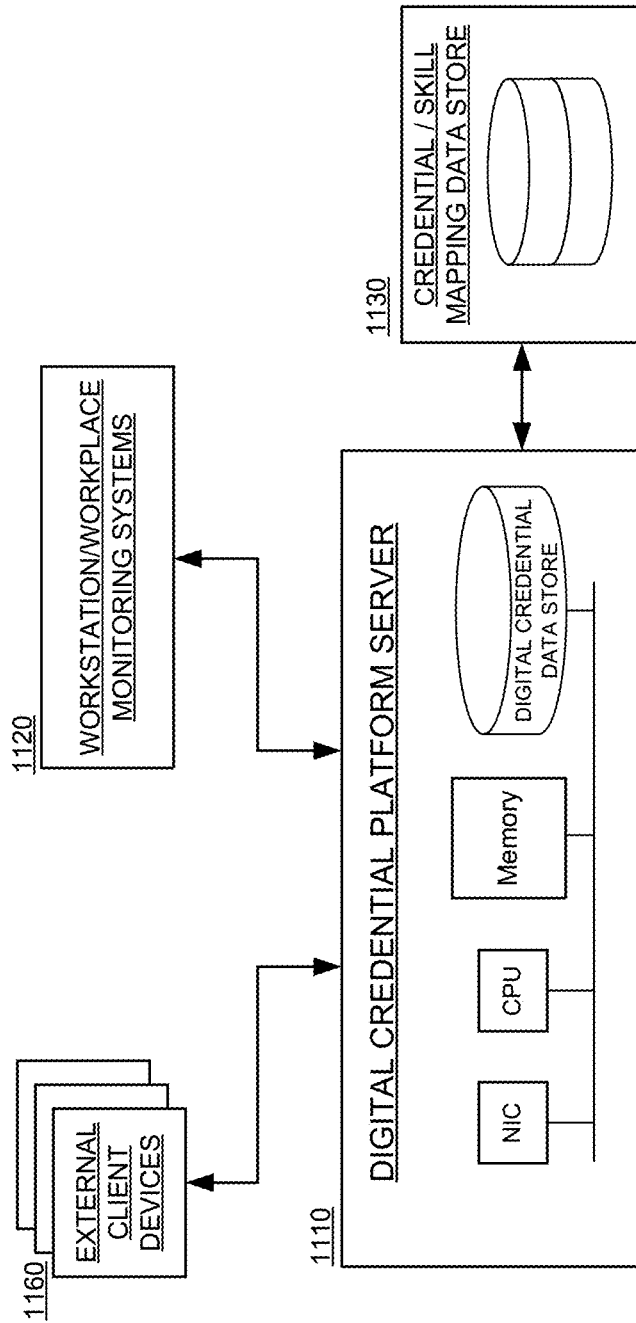 1160
EXTERNAL
CLIENT
DEVICES
1120
WORKSTATION/WORKPLACE
MONITORING SYSTEMS
1110
DIGITAL CREDENTIAL PLATFORM SERVER
NIC
CPU
Memory
DIGITAL CREDENTIAL
DATA STORE
1130
CREDENTIAL / SKILL
MAPPING DATA STORE